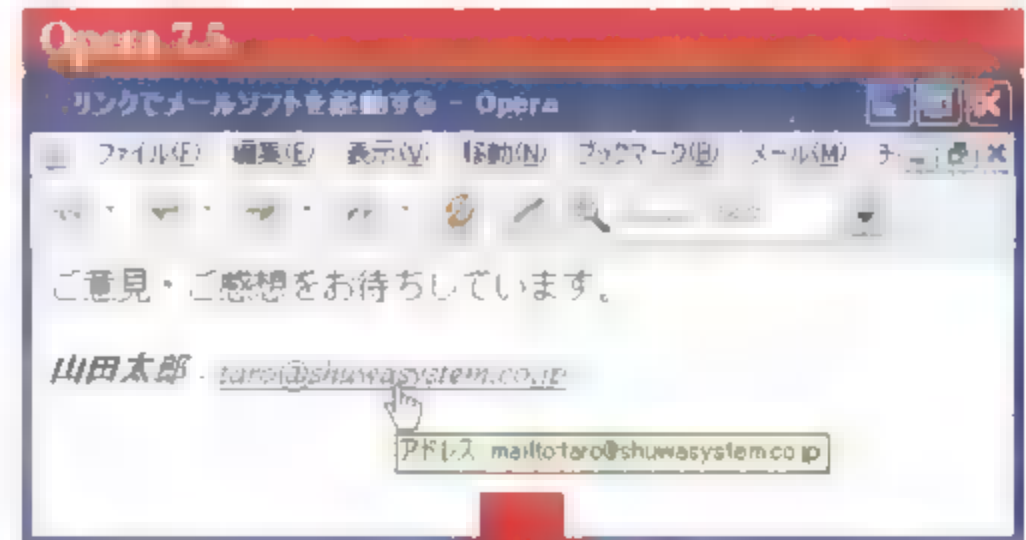 Opera 7.5
リンクでメールソフトを起動する - Opera
ファイル(F) 編集(E) 表示(V) 移動(N) ブックマーク(B) メール(M) チ
ご意見・ご感想をお待ちしています。
山田太郎 : taro@shuwasystem.co.jp
アドレス mailto:taro@shuwasystem.co.jp